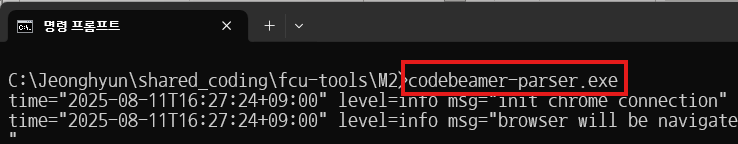 명령 프롬프트
C:\Jeonghyun\shared_coding\fcu-tools\M2>codebeamer-parser.exe
time="2025-08-11T16:27:24+09:00" level=info msg="init chrome connection"
time="2025-08-11T16:27:24+09:00" level=info msg="browser will be navigate
"